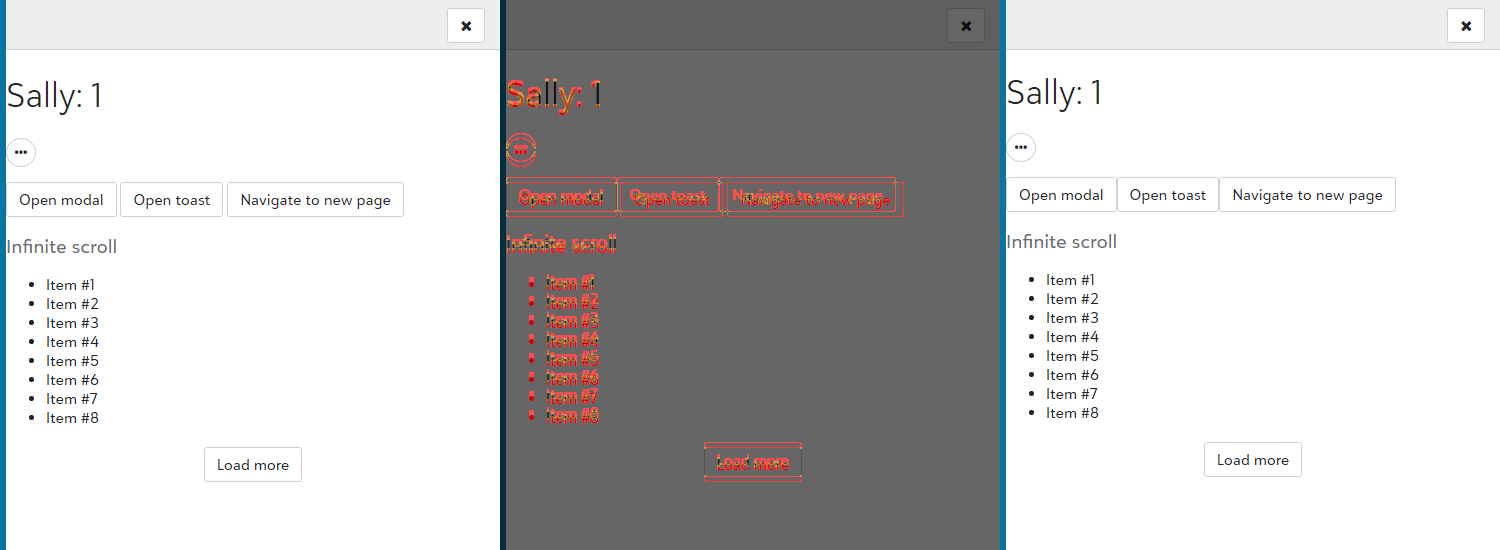 Sally: 1
Open modal Open toast Navigate to new page
Infinite scroll
Item #1
Item #2
Item #3
Item #4
Item #5
Item #6
Item #7
Item #8
Load more
Sally: 1
Open modal Open toast Navigate to new page
Infinite scroll
Item #1
Item #2
Item #3
Item #4
Item #5
Item #6
Item #7
Item #8
Load more
Sally: 1
Open modal Open toast Navigate to new page
Infinite scroll
Item #1
Item #2
Item #3
Item #4
Item #5
Item #6
Item #7
Item #8
Load more